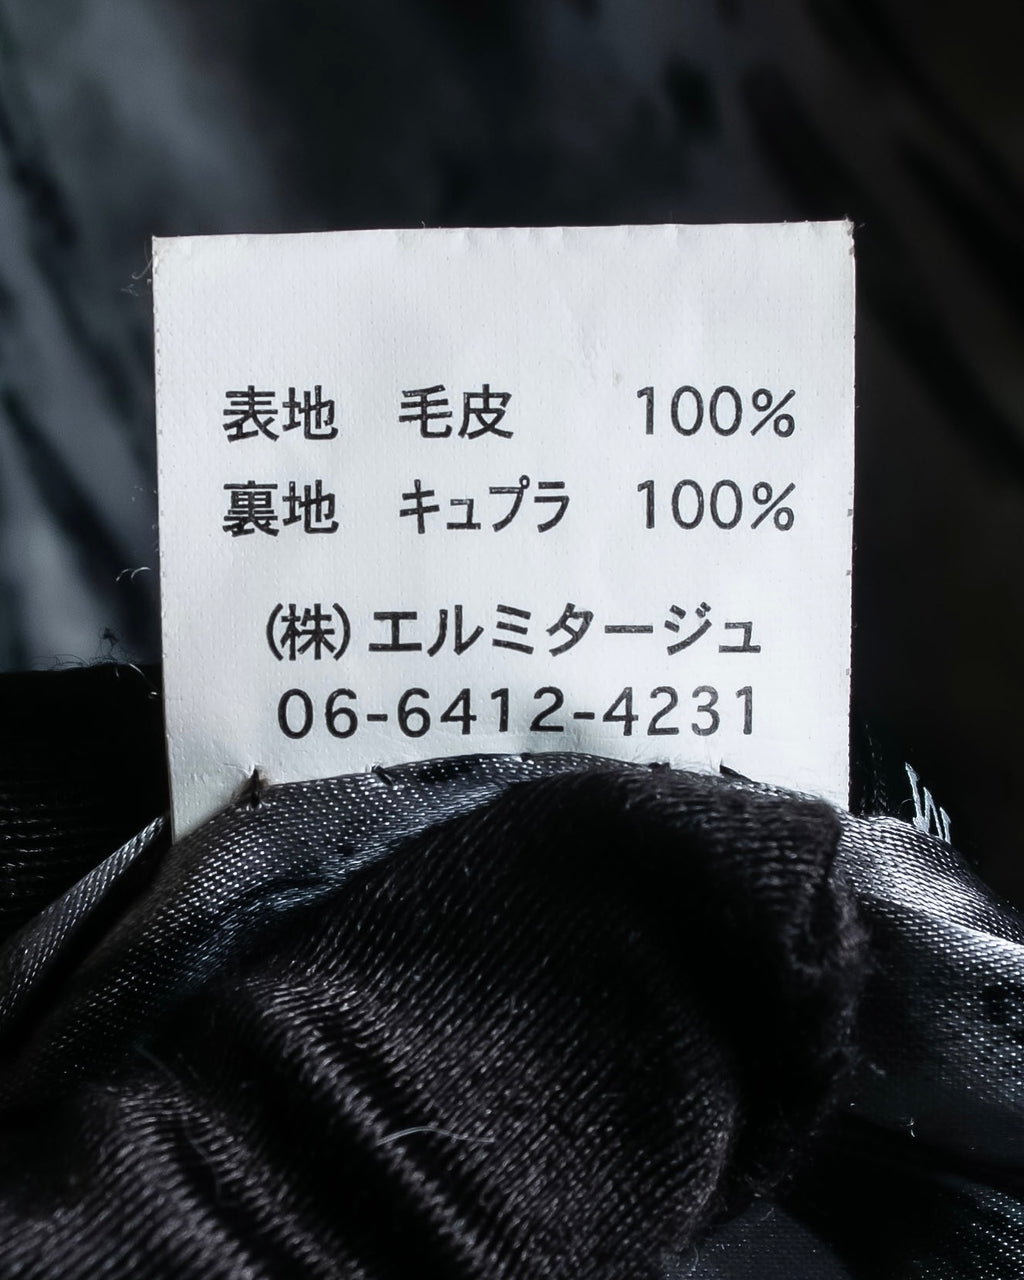 表地 毛皮 100%
裏地 キュプラ 100%
(株)エルミタージュ
06-6412-4231